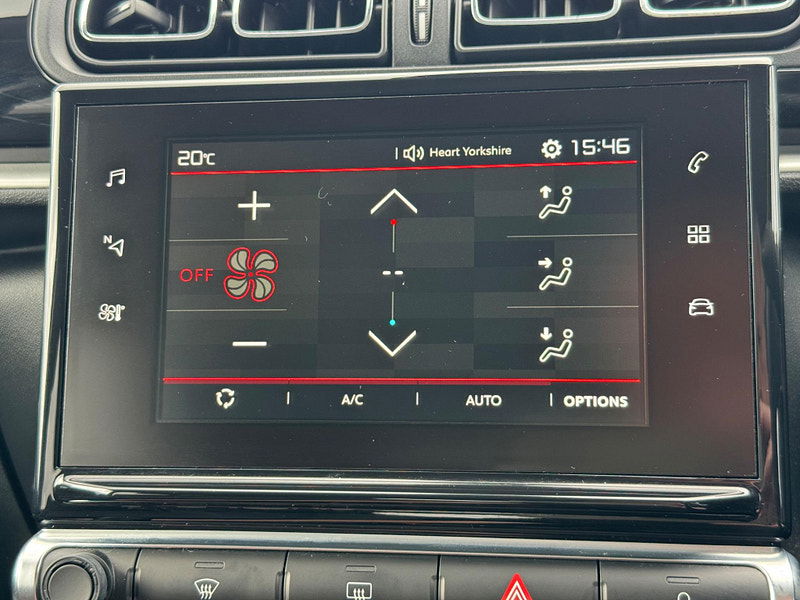 20°C
Heart Yorkshire
15:46
N
OFF
--
A/C
AUTO
OPTIONS